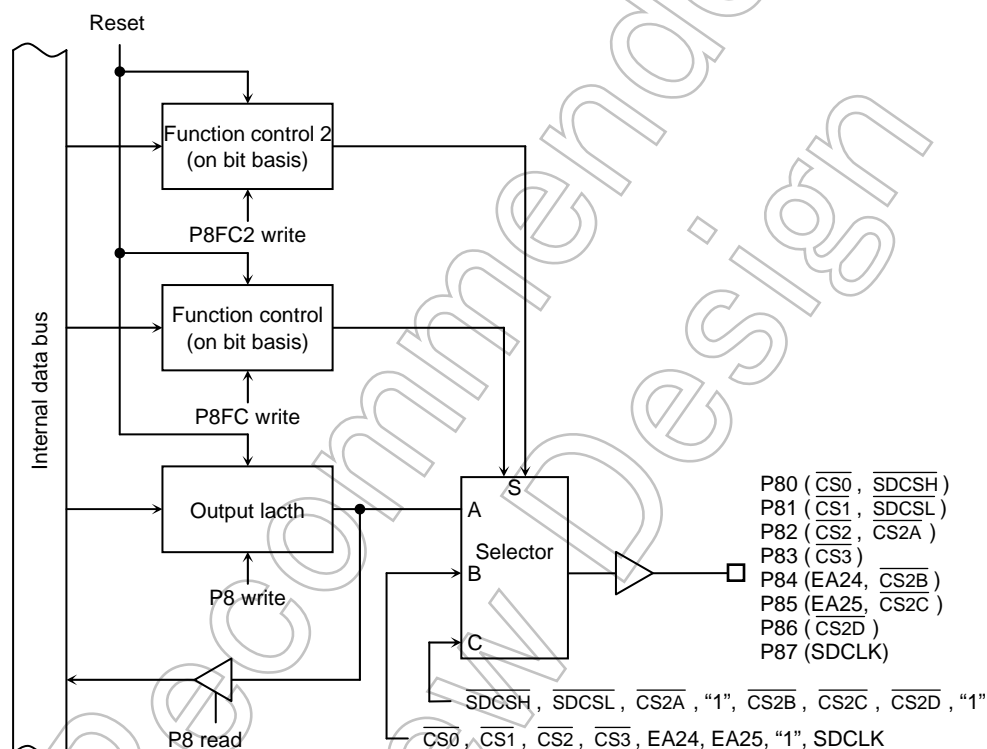 Reset
Function control 2
(on bit basis)
P8FC2 write
Function control
(on bit basis)
P8FC write
Internal data bus
Output lacth
P8 write
P8 read
S
A
Selector
B
C
P80 (CS0, SDCSH)
P81 (CS1, SDCSL)
P82 (CS2, CS2A)
P83 (CS3)
P84 (EA24, CS2B)
P85 (EA25, CS2C)
P86 (CS2D)
P87 (SDCLK)
SDCSH, SDCSL, CS2A, “1”, CS2B, CS2C, CS2D, “1”
CS0, CS1, CS2, CS3, EA24, EA25, “1”, SDCLK
Recommende
w Design